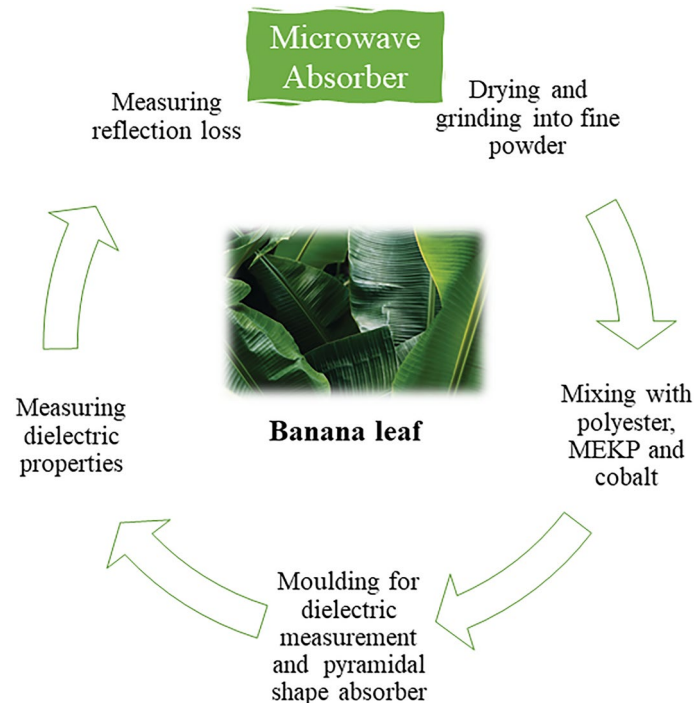 Microwave
Absorber
Drying and
grinding into fine
powder
Mixing with
polyester,
MEKP and
cobalt
Moulding for
dielectric
measurement
and pyramidal
shape absorber
Measuring
dielectric
properties
Measuring
reflection loss
Banana leaf